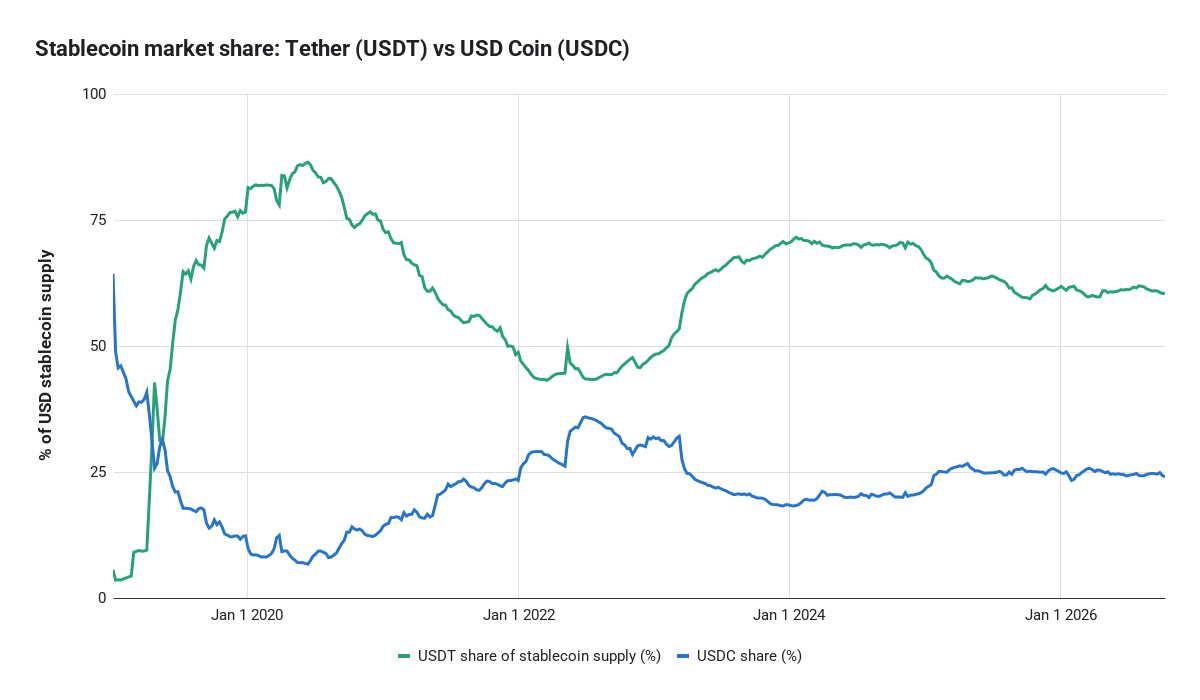 Stablecoin market share: Tether (USDT) vs USD Coin (USDC)
% of USD stablecoin supply
100
75
50
25
0
Jan 1 2020
Jan 1 2022
Jan 1 2024
Jan 1 2026
USDT share of stablecoin supply (%)
USDC share (%)